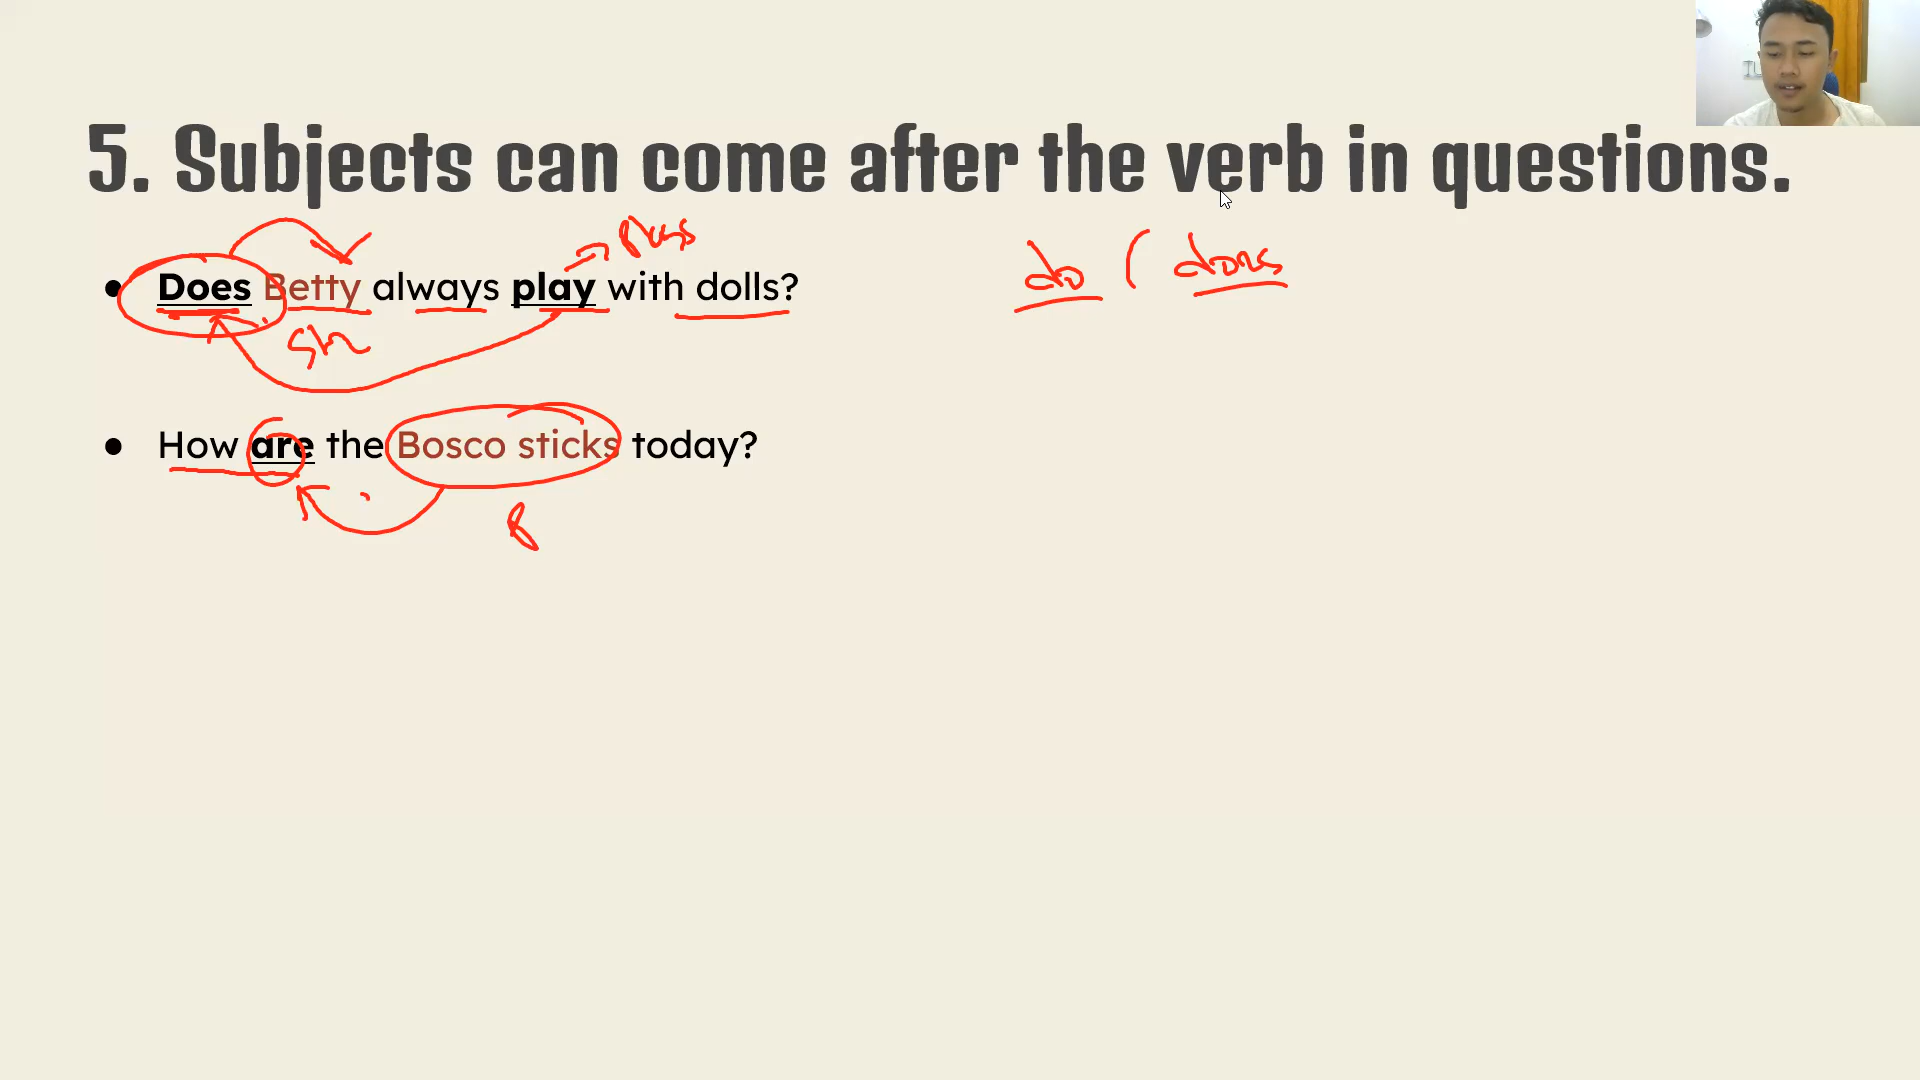 5. Subjects can come after the verb in questions.
plays
do ( does
● Does Betty always play with dolls?
She
● How are the Bosco sticks today?